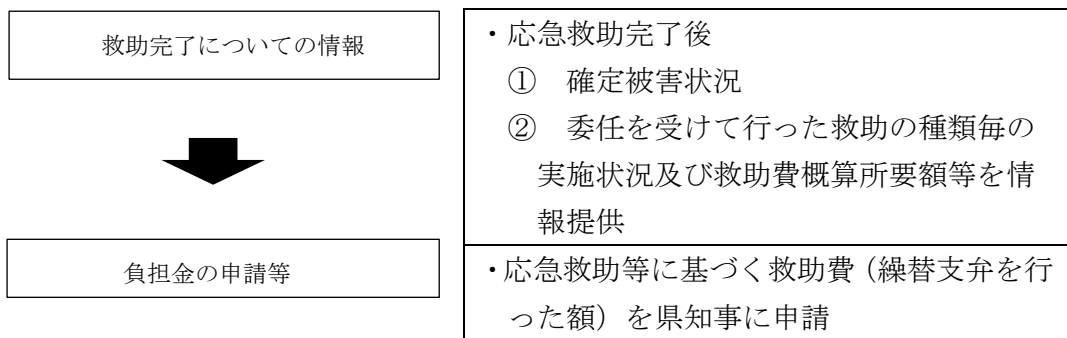 救助完了についての情報
・応急救助完了後
① 確定被害状況
② 委任を受けて行った救助の種類毎の
実施状況及び救助費概算所要額等を情
報提供
負担金の申請等
・応急救助等に基づく救助費（繰替支弁を行
った額）を県知事に申請